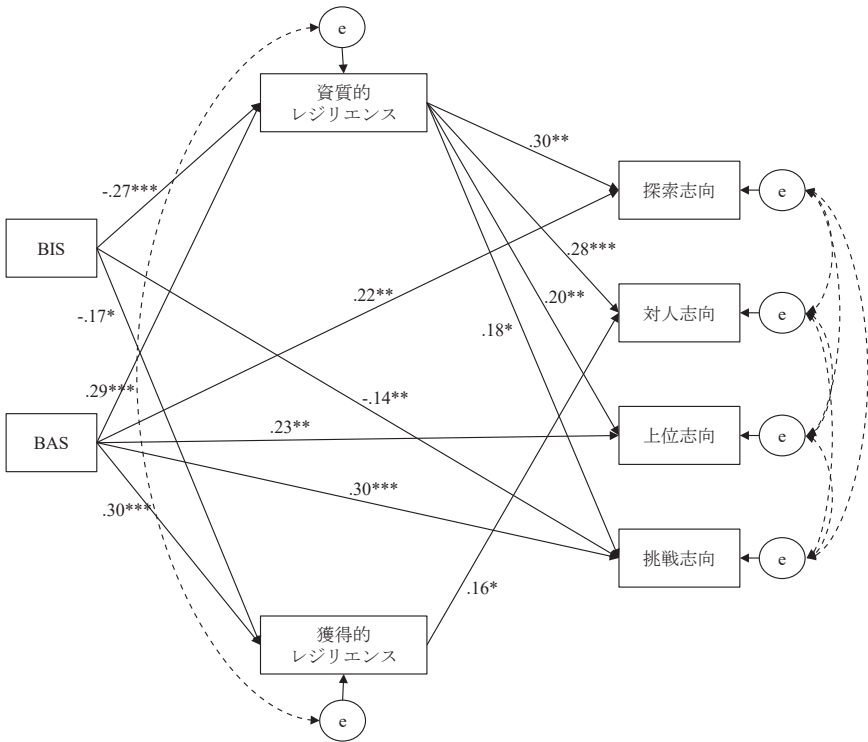 e
資質的
レジリエンス
.30**
探索志向
e
-.27***
BIS
.28***
.22**
.20**
対人志向
e
-.17*
.18*
.29***
-.14**
BAS
.23**
上位志向
e
.30***
.30***
挑戦志向
e
.16*
獲得的
レジリエンス
e